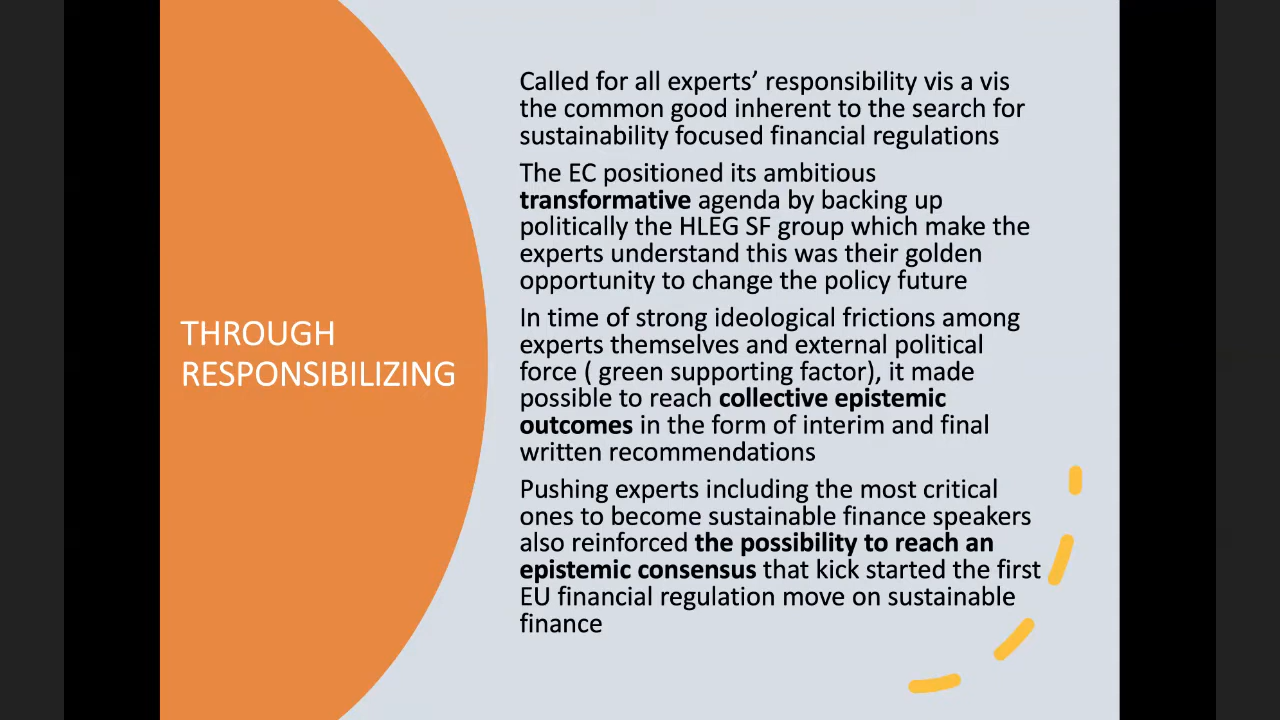 THROUGH
RESPONSIBILIZING
Called for all experts’ responsibility vis a vis
the common good inherent to the search for
sustainability focused financial regulations
The EC positioned its ambitious
transformative agenda by backing up
politically the HLEG SF group which make the
experts understand this was their golden
opportunity to change the policy future
In time of strong ideological frictions among
experts themselves and external political
force ( green supporting factor), it made
possible to reach collective epistemic
outcomes in the form of interim and final
written recommendations
Pushing experts including the most critical
ones to become sustainable finance speakers
also reinforced the possibility to reach an
epistemic consensus that kick started the first
EU financial regulation move on sustainable
finance